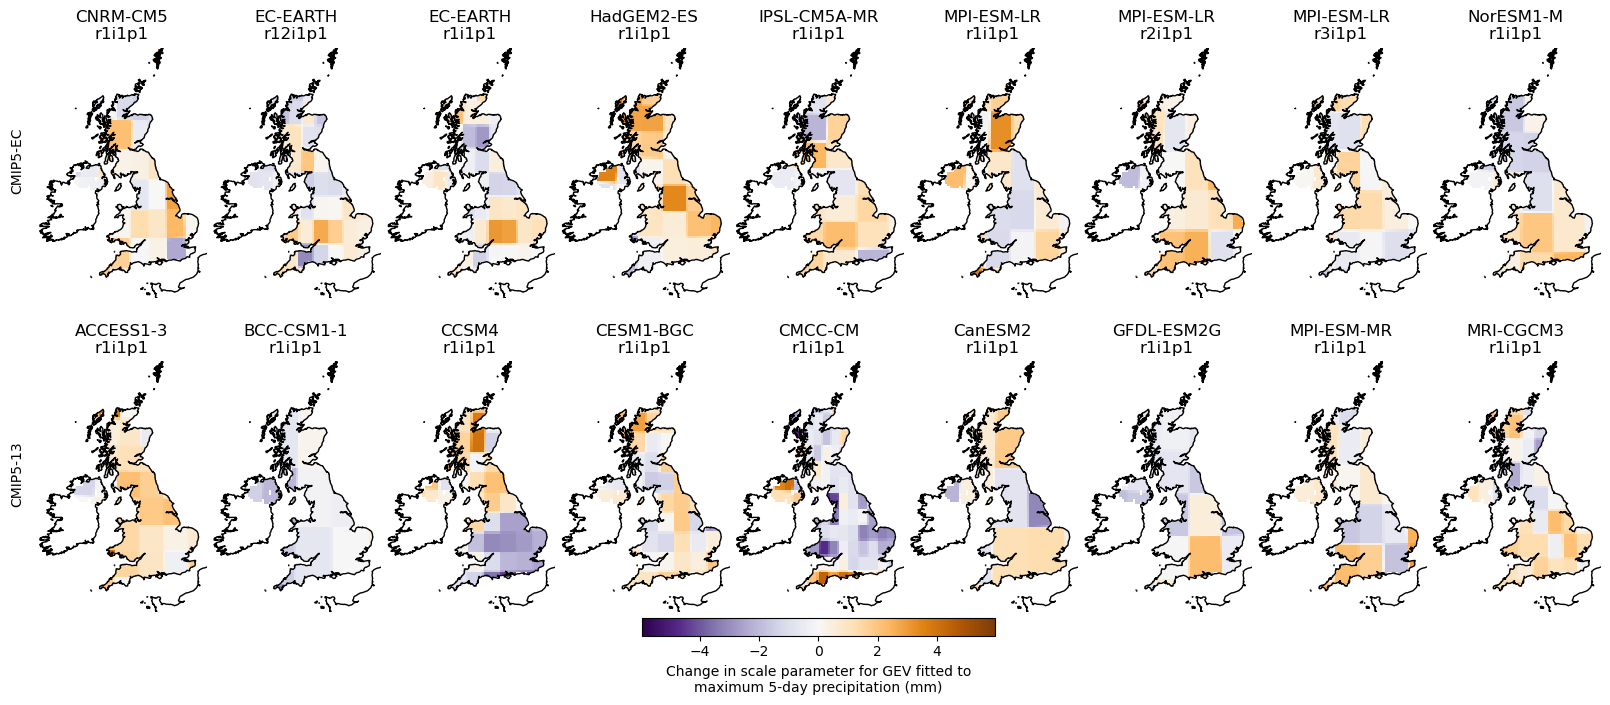 CNRM-CM5 EC-EARTH EC-EARTH HadGEM2-ES IPSL-CM5A-MR MPI-ESM-LR MPI-ESM-LR MPI-ESM-LR NorESM1-M
r1i1p1 r12i1p1 r1i1p1 r1i1p1 r1i1p1 r1i1p1 r2i1p1 r3i1p1 r1i1p1
CMIP5-EC
ACCESS1-3 BCC-CSM1-1 CCSM4 CESM1-BGC CMCC-CM CanESM2 GFDL-ESM2G MPI-ESM-MR MRI-CGCM3
r1i1p1 r1i1p1 r1i1p1 r1i1p1 r1i1p1 r1i1p1 r1i1p1 r1i1p1 r1i1p1
CMIP5-13
−4 −2 0 2 4
Change in scale parameter for GEV fitted to
maximum 5-day precipitation (mm)